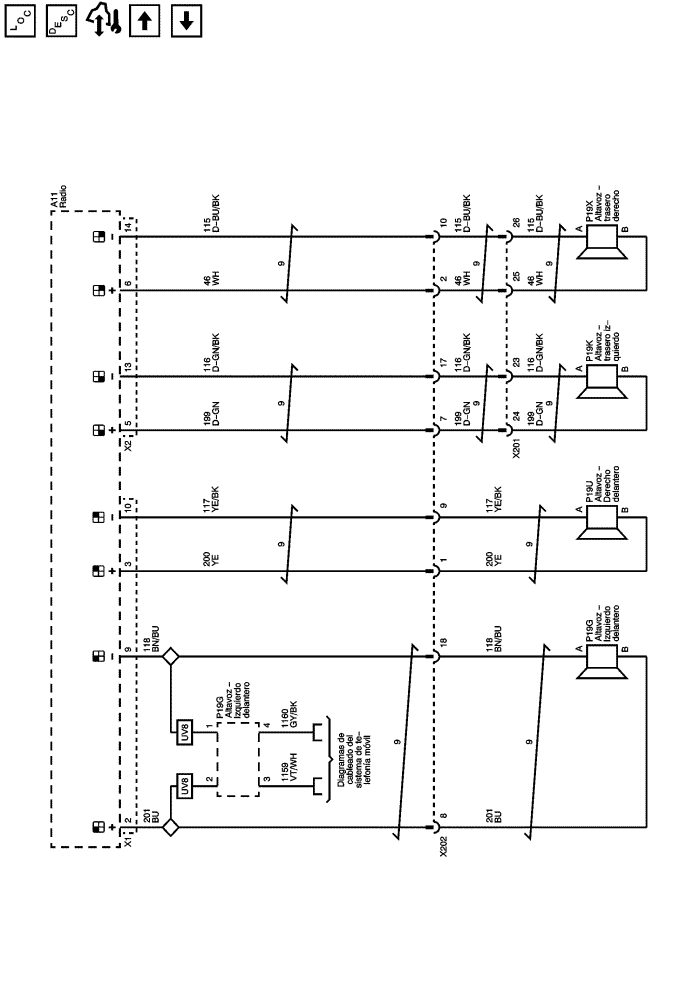 LOC
DESC
A11
Radio
+
−
+
−
+
−
+
−
X1
2
9
3
10
X2
5
13
6
14
201
BU
118
BN/BU
200
YE
117
YE/BK
199
D–GN
116
D–GN/BK
46
WH
115
D–BU/BK
UV8
UV8
2
1
P19G
Altavoz –
Izquierdo
delantero
3
4
1159
VT/WH
1160
GY/BK
Diagramas de
cableado del
sistema de te–
lefonía móvil
9
9
9
9
X202
8
18
1
9
7
17
2
10
201
BU
118
BN/BU
200
YE
117
YE/BK
199
D–GN
116
D–GN/BK
46
WH
115
D–BU/BK
9
9
X201
24
23
25
26
199
D–GN
116
D–GN/BK
46
WH
115
D–BU/BK
9
9
9
9
A
B
P19G
Altavoz –
Izquierdo
delantero
A
B
P19U
Altavoz –
Derecho
delantero
A
B
P19K
Altavoz –
trasero iz–
quierdo
A
B
P19X
Altavoz –
trasero
derecho